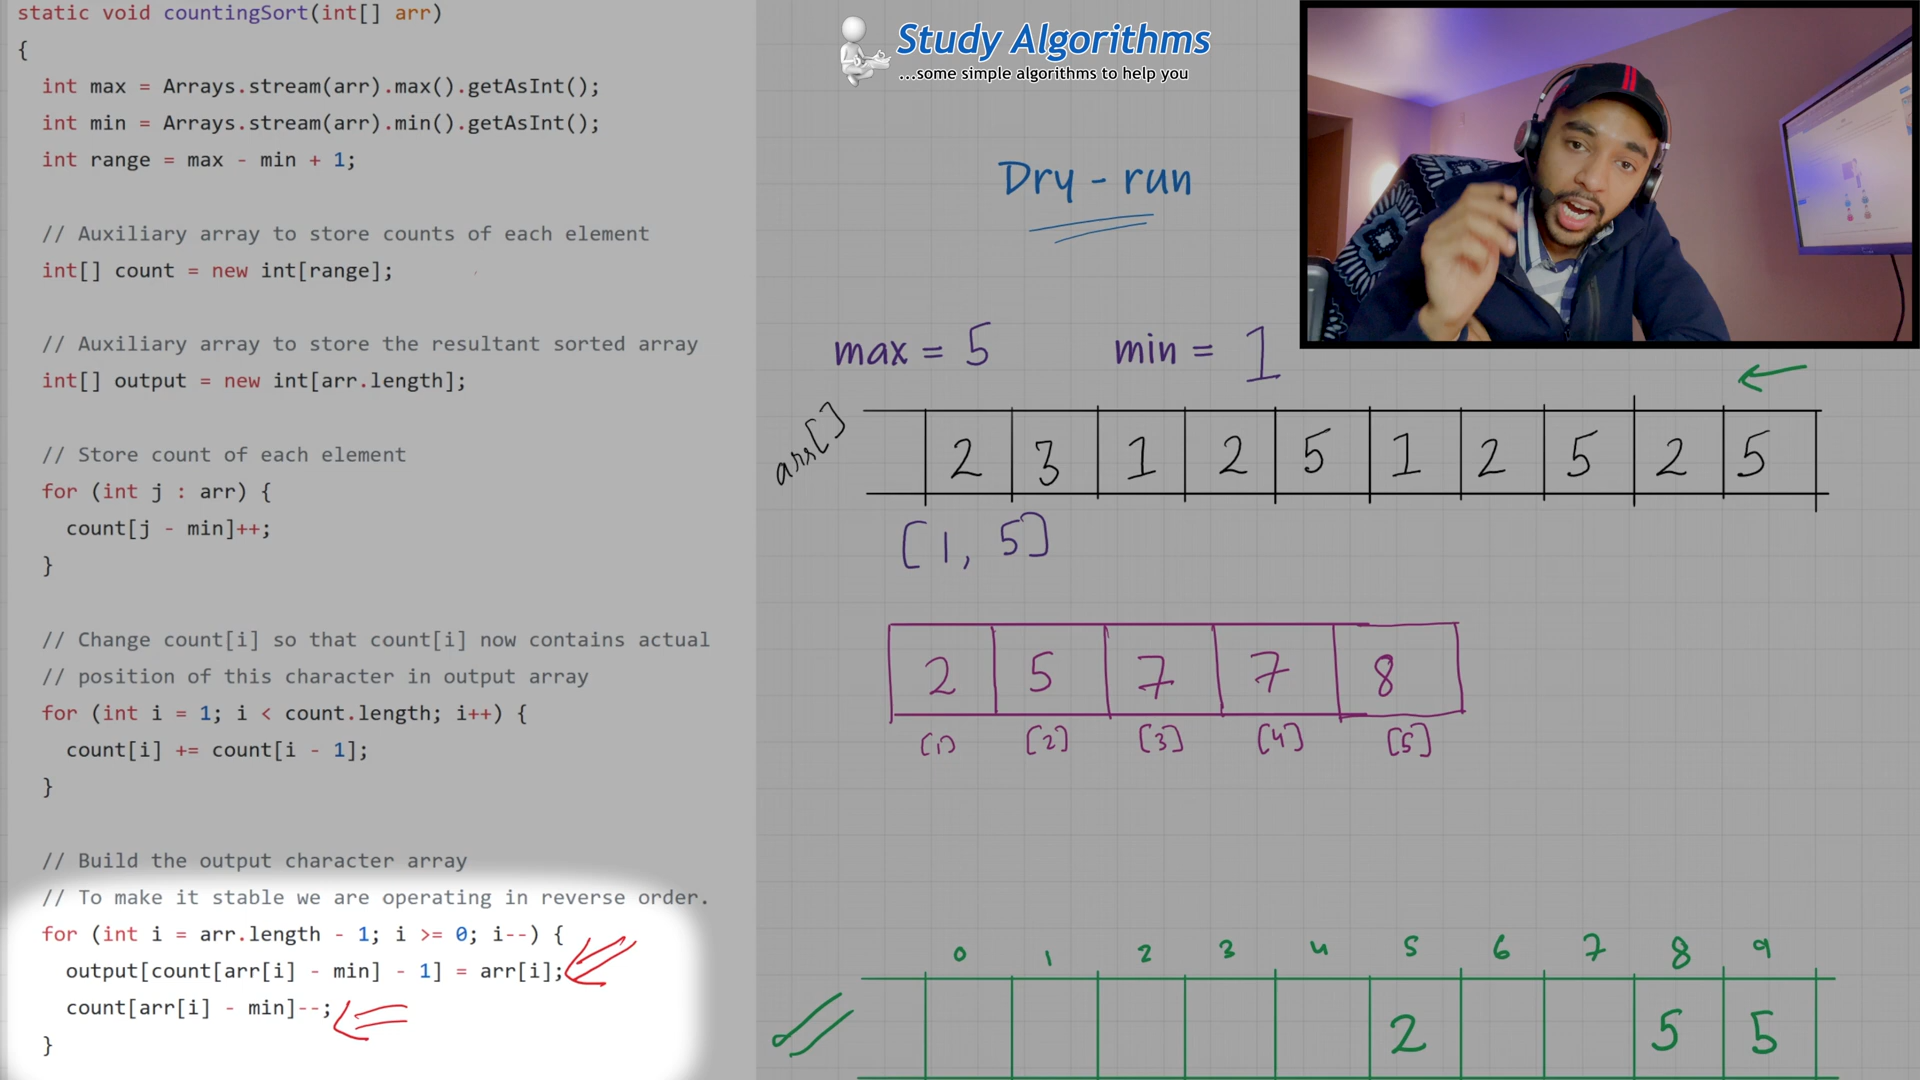 static void countingSort(int[] arr)
{
int max = Arrays.stream(arr).max().getAsInt();
int min = Arrays.stream(arr).min().getAsInt();
int range = max - min + 1;
// Auxiliary array to store counts of each element
int[] count = new int[range];
// Auxiliary array to store the resultant sorted array
int[] output = new int[arr.length];
// Store count of each element
for (int j : arr) {
count[j - min]++;
}
// Change count[i] so that count[i] now contains actual
// position of this character in output array
for (int i = 1; i < count.length; i++) {
count[i] += count[i - 1];
}
// Build the output character array
// To make it stable we are operating in reverse order.
for (int i = arr.length - 1; i >= 0; i--) {
output[count[arr[i] - min] - 1] = arr[i];
count[arr[i] - min]--;
}
Study Algorithms
...some simple algorithms to help you
Dry-run
max = 5 min = 1
arr[]
2 3 1 2 5 1 2 5 2 5
[1, 5]
2 5 7 7 8
[1] [2] [3] [4] [5]
0 1 2 3 4 5 6 7 8 9
2 5 5